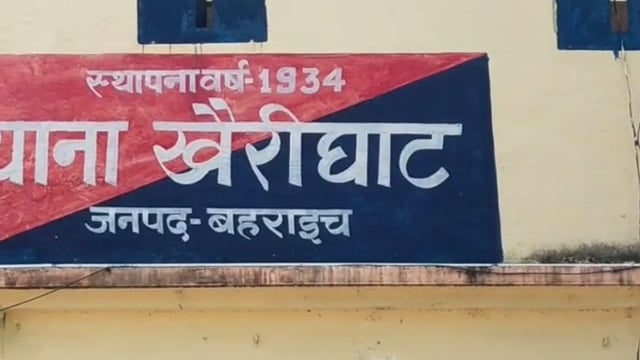 स्थापना वर्ष-1934
थाना खैरीघाट
जनपद-बहराइच